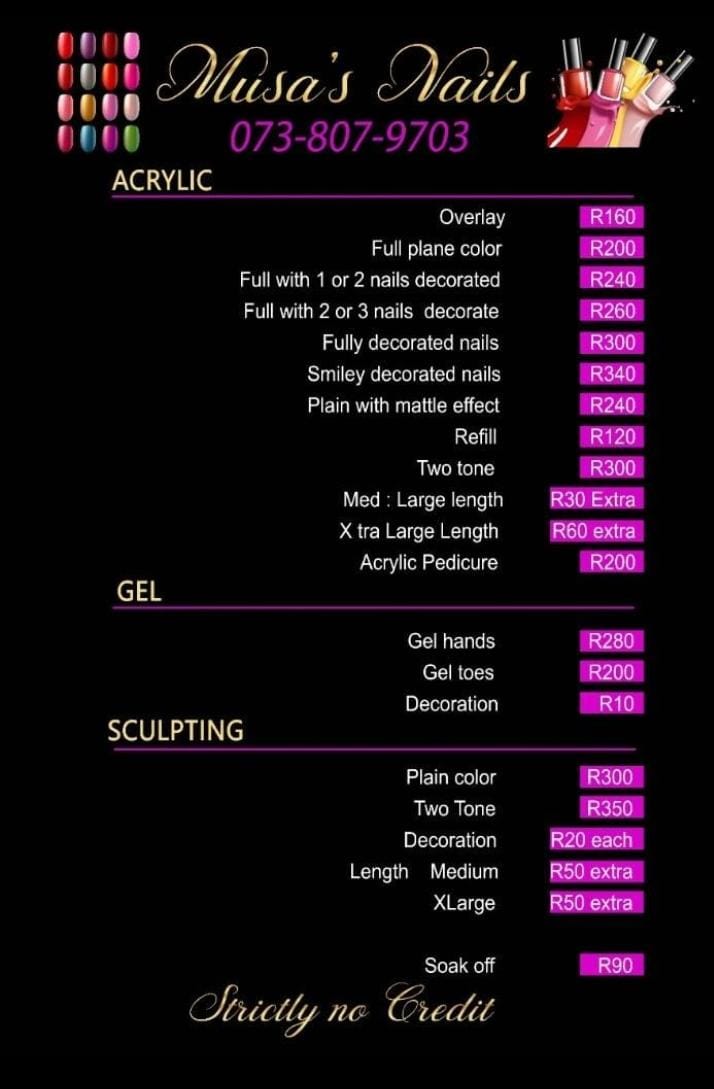 Musa's Nails
073-807-9703
ACRYLIC
Overlay R160
Full plane color R200
Full with 1 or 2 nails decorated R240
Full with 2 or 3 nails decorate R260
Fully decorated nails R300
Smiley decorated nails R340
Plain with mattle effect R240
Refill R120
Two tone R300
Med : Large length R30 Extra
X tra Large Length R60 extra
Acrylic Pedicure R200
GEL
Gel hands R280
Gel toes R200
Decoration R10
SCULPTING
Plain color R300
Two Tone R350
Decoration R20 each
Length Medium R50 extra
XLarge R50 extra
Soak off R90
Strictly no Credit